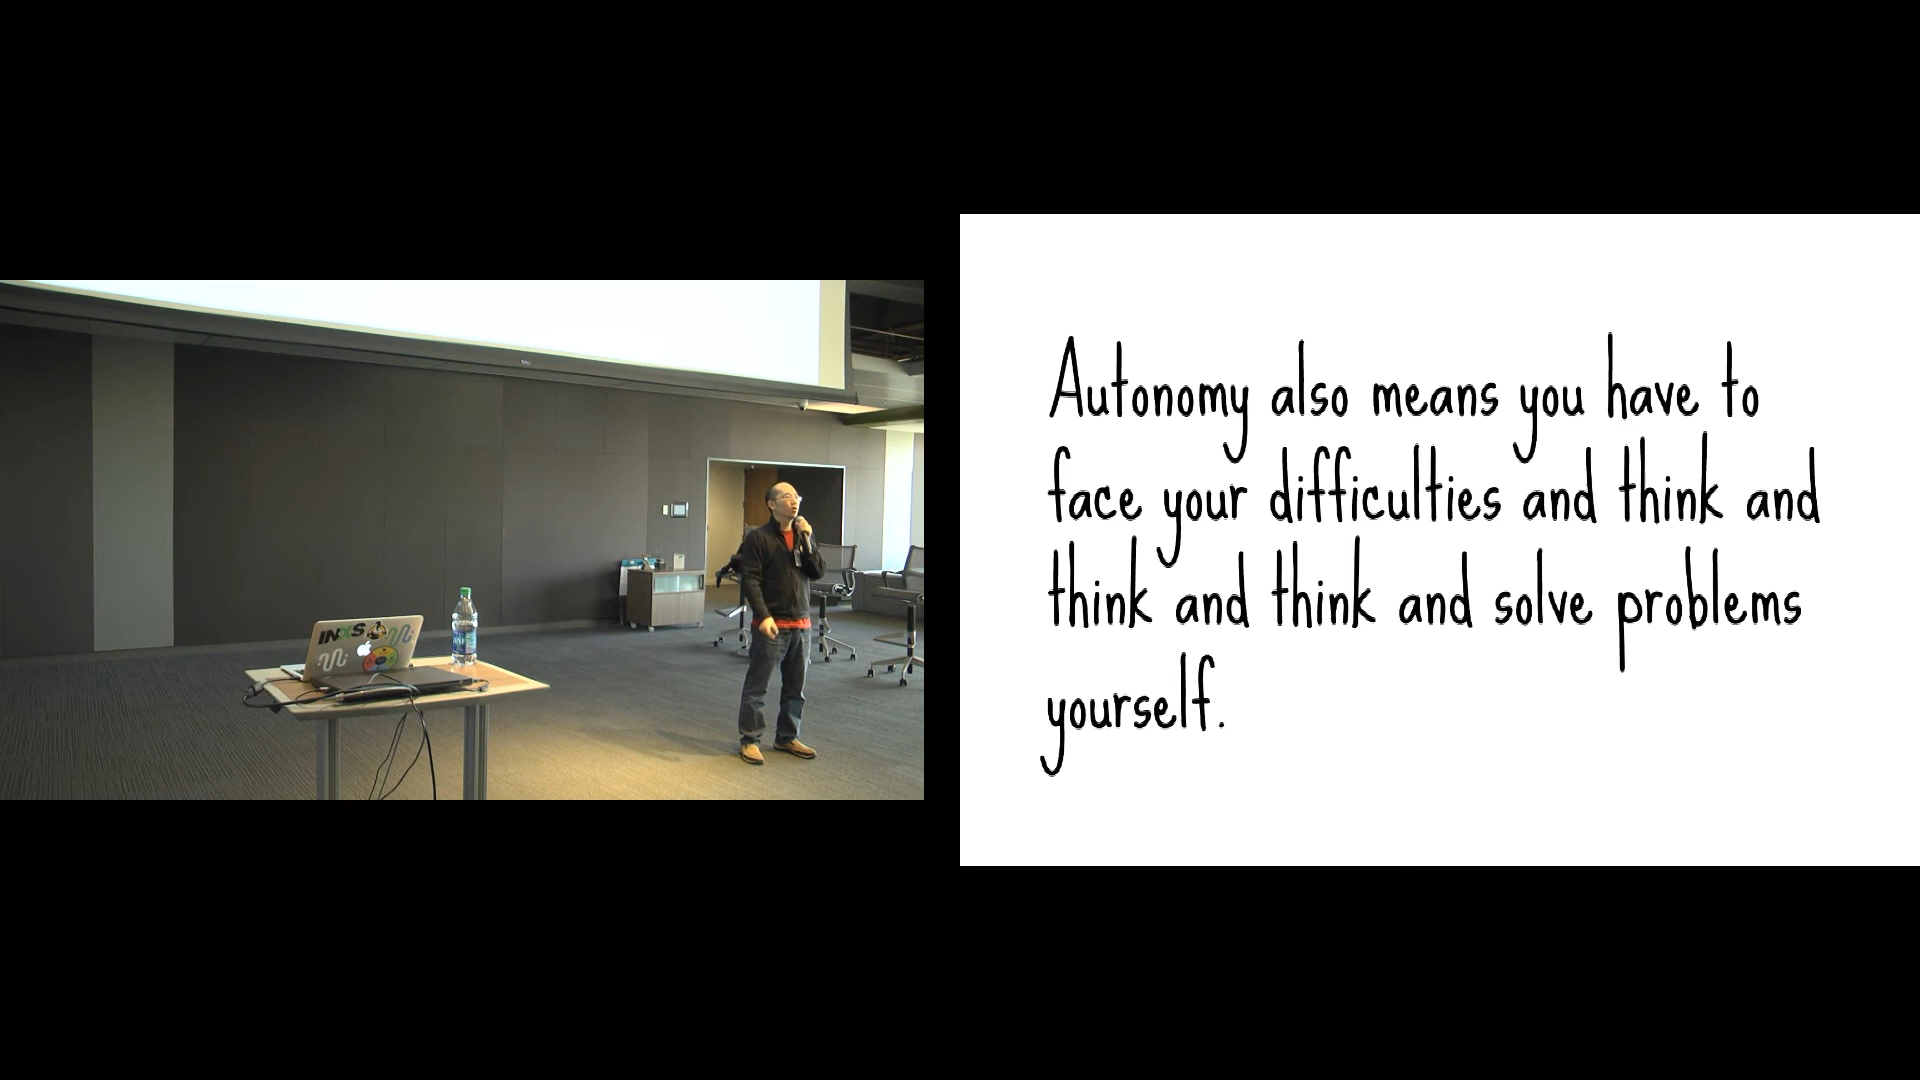 INXS
Autonomy also means you have to
face your difficulties and think and
think and think and solve problems
yourself.